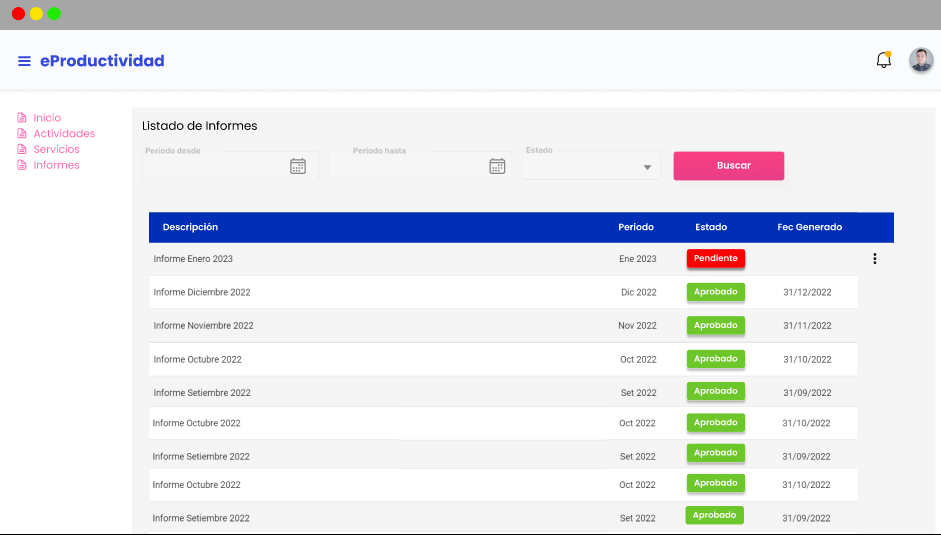 eProductividad
Inicio
Actividades
Servicios
Informes
Listado de Informes
Periodo desde
Periodo hasta
Estado
Buscar
Descripción Periodo Estado Fec Generado
Informe Enero 2023 Ene 2023 Pendiente
Informe Diciembre 2022 Dic 2022 Aprobado 31/12/2022
Informe Noviembre 2022 Nov 2022 Aprobado 31/11/2022
Informe Octubre 2022 Oct 2022 Aprobado 31/10/2022
Informe Setiembre 2022 Set 2022 Aprobado 31/09/2022
Informe Octubre 2022 Oct 2022 Aprobado 31/10/2022
Informe Setiembre 2022 Set 2022 Aprobado 31/09/2022
Informe Octubre 2022 Oct 2022 Aprobado 31/10/2022
Informe Setiembre 2022 Set 2022 Aprobado 31/09/2022